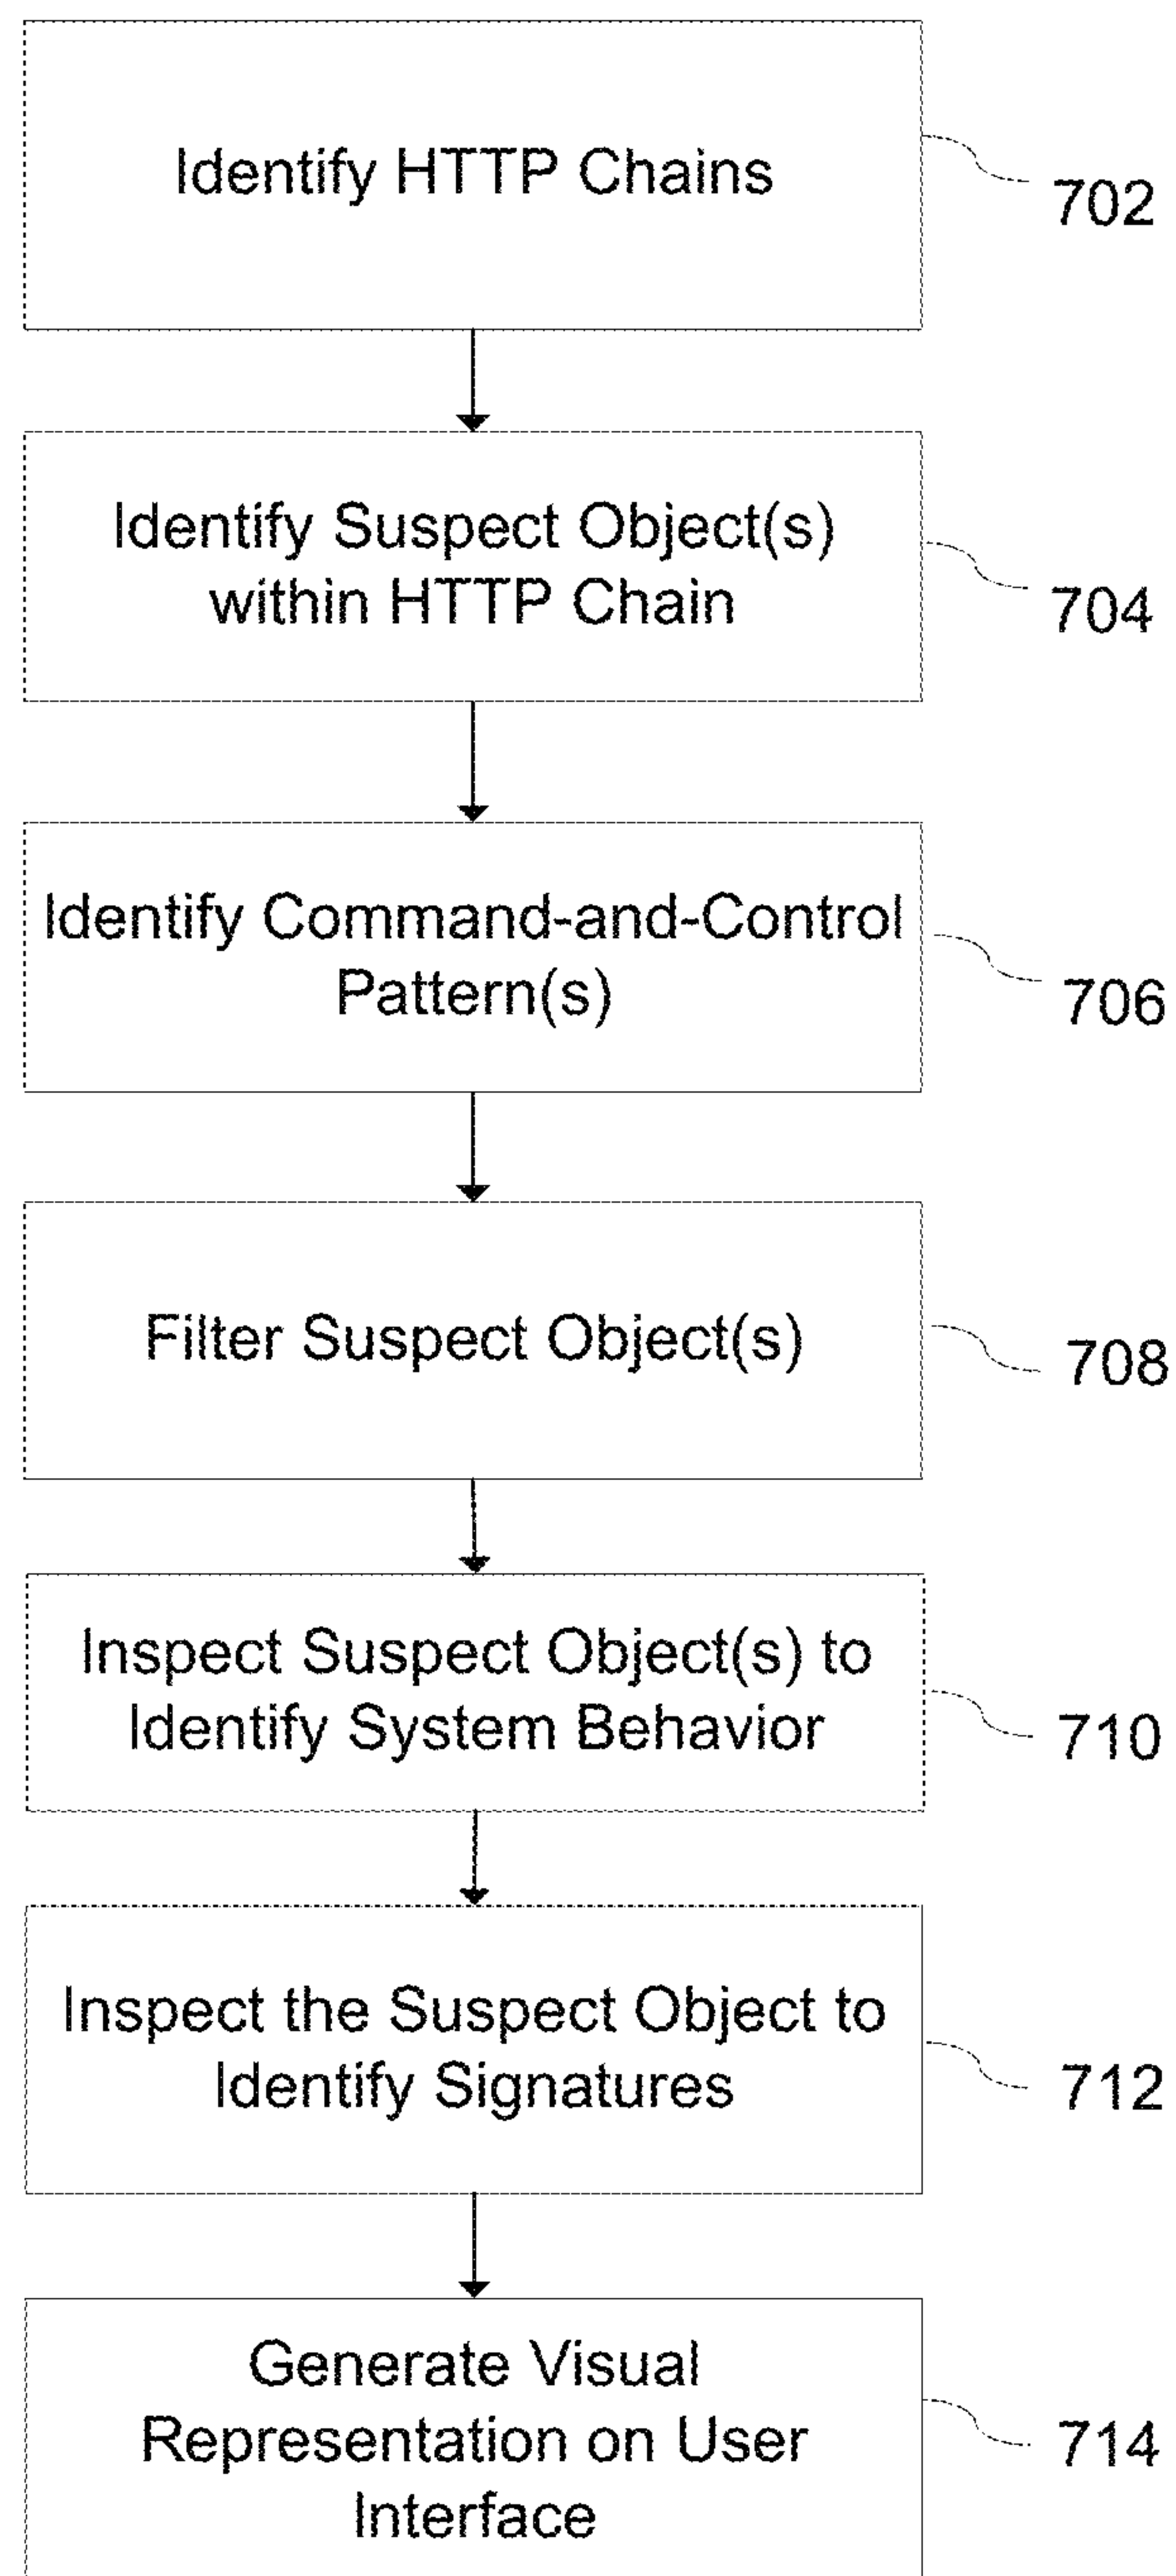 Identify HTTP Chains
702
Identify Suspect Object(s)
within HTTP Chain
704
Identify Command-and-Control
Pattern(s)
706
Filter Suspect Object(s)
708
Inspect Suspect Object(s) to
Identify System Behavior
710
Inspect the Suspect Object to
Identify Signatures
712
Generate Visual
Representation on User
Interface
714